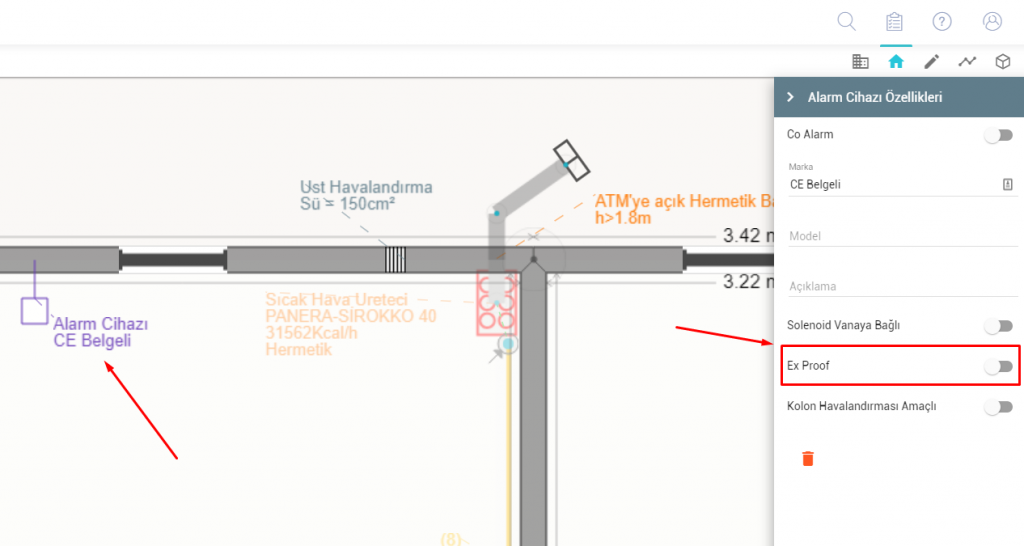 Alarm Cihazı Özellikleri
Co Alarm
Marka
CE Belgeli
Model
Açıklama
Solenoid Vanaya Bağlı
Ex Proof
Kolon Havalandırması Amaçlı
Ust Havalandırma
Sü = 150cm²
ATM'ye açık Hermetik Ba
h>1.8m
3.42 m
3.22 m
Sıcak Hava Ureteci
PANERA-SİROKKO 40
31562Kcal/h
Hermetik
Alarm Cihazı
CE Belgeli
(8)